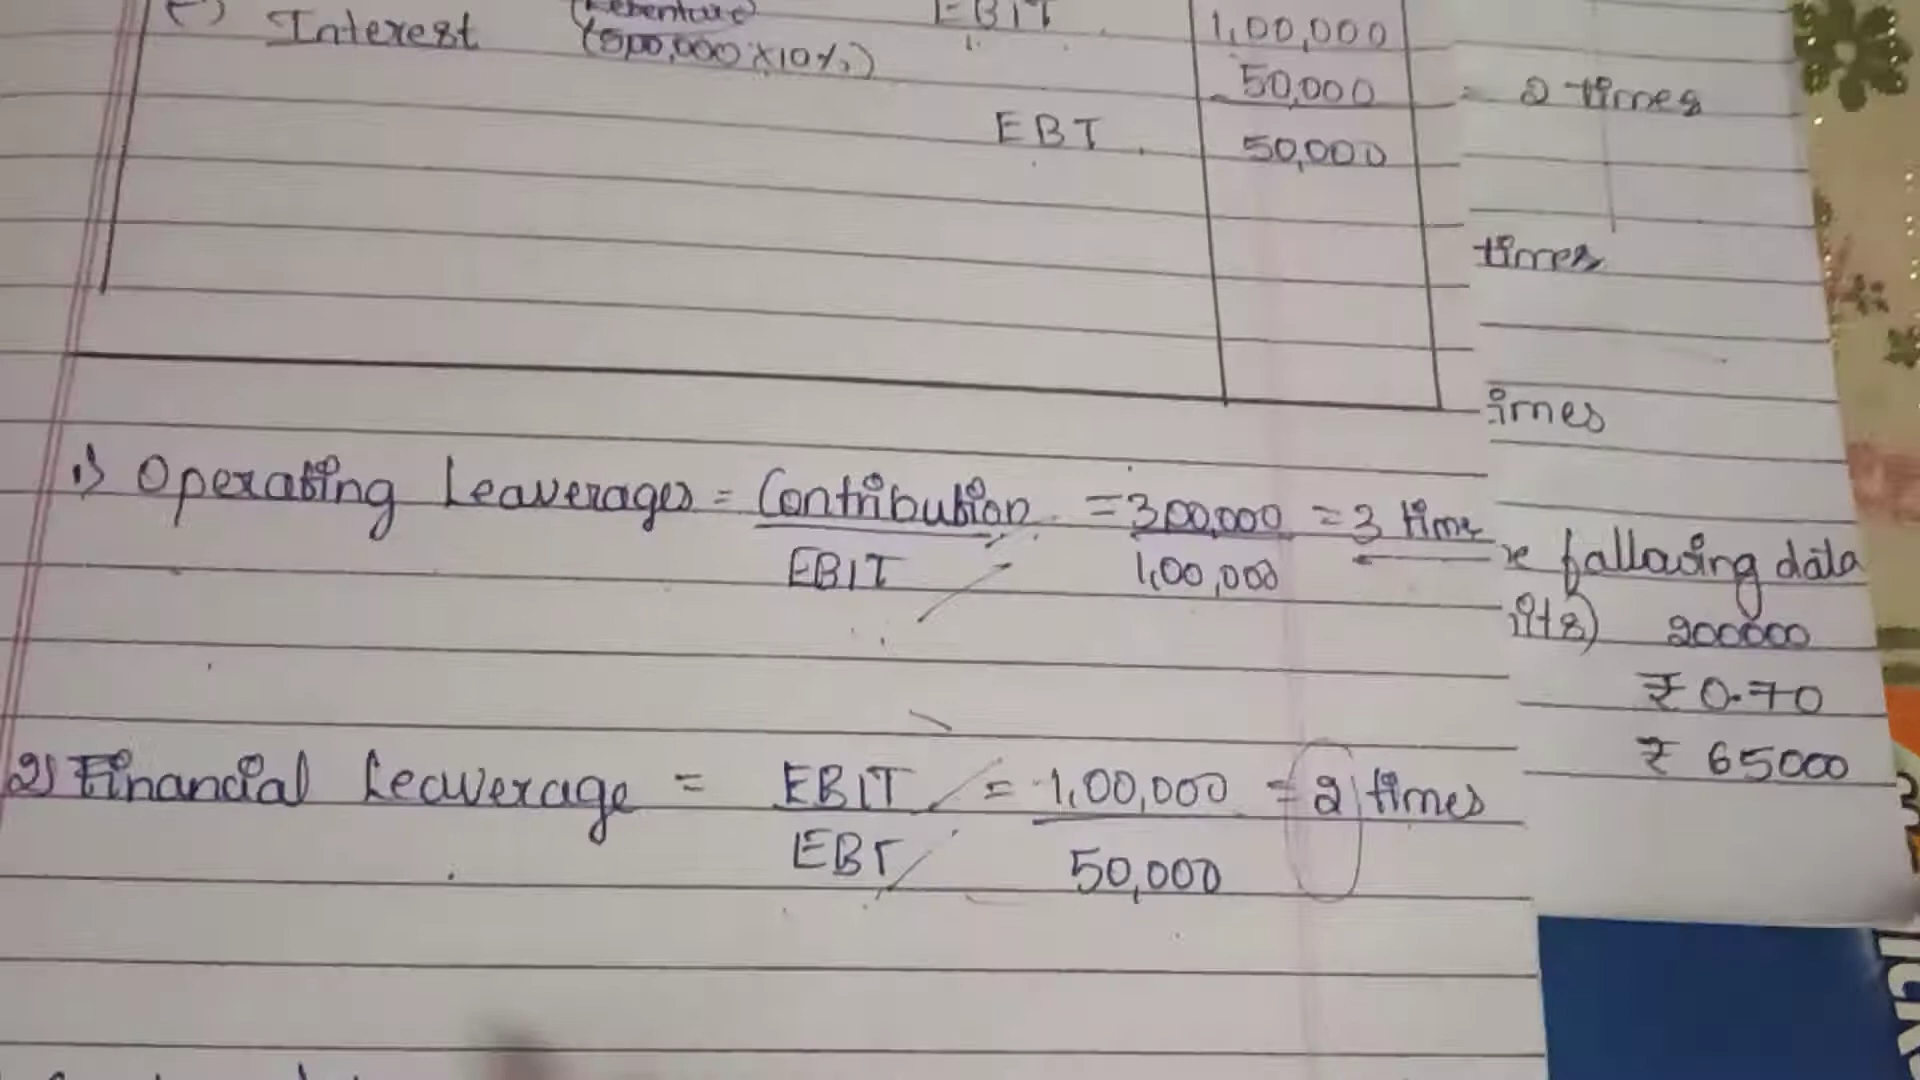 (-) Interest (Debenture) EBIT 1,00,000
(500,000 × 10%) 50,000 = 2 times
EBT 50,000
times
imes
1) Operating Leaverages = Contribution = 300,000 = 3 time
EBIT 1,00,000
e fallowing data
its) 200000
₹ 0.70
₹ 65000
2) Financial Leaverage = EBIT = 1,00,000 = 2 times
EBT 50,000